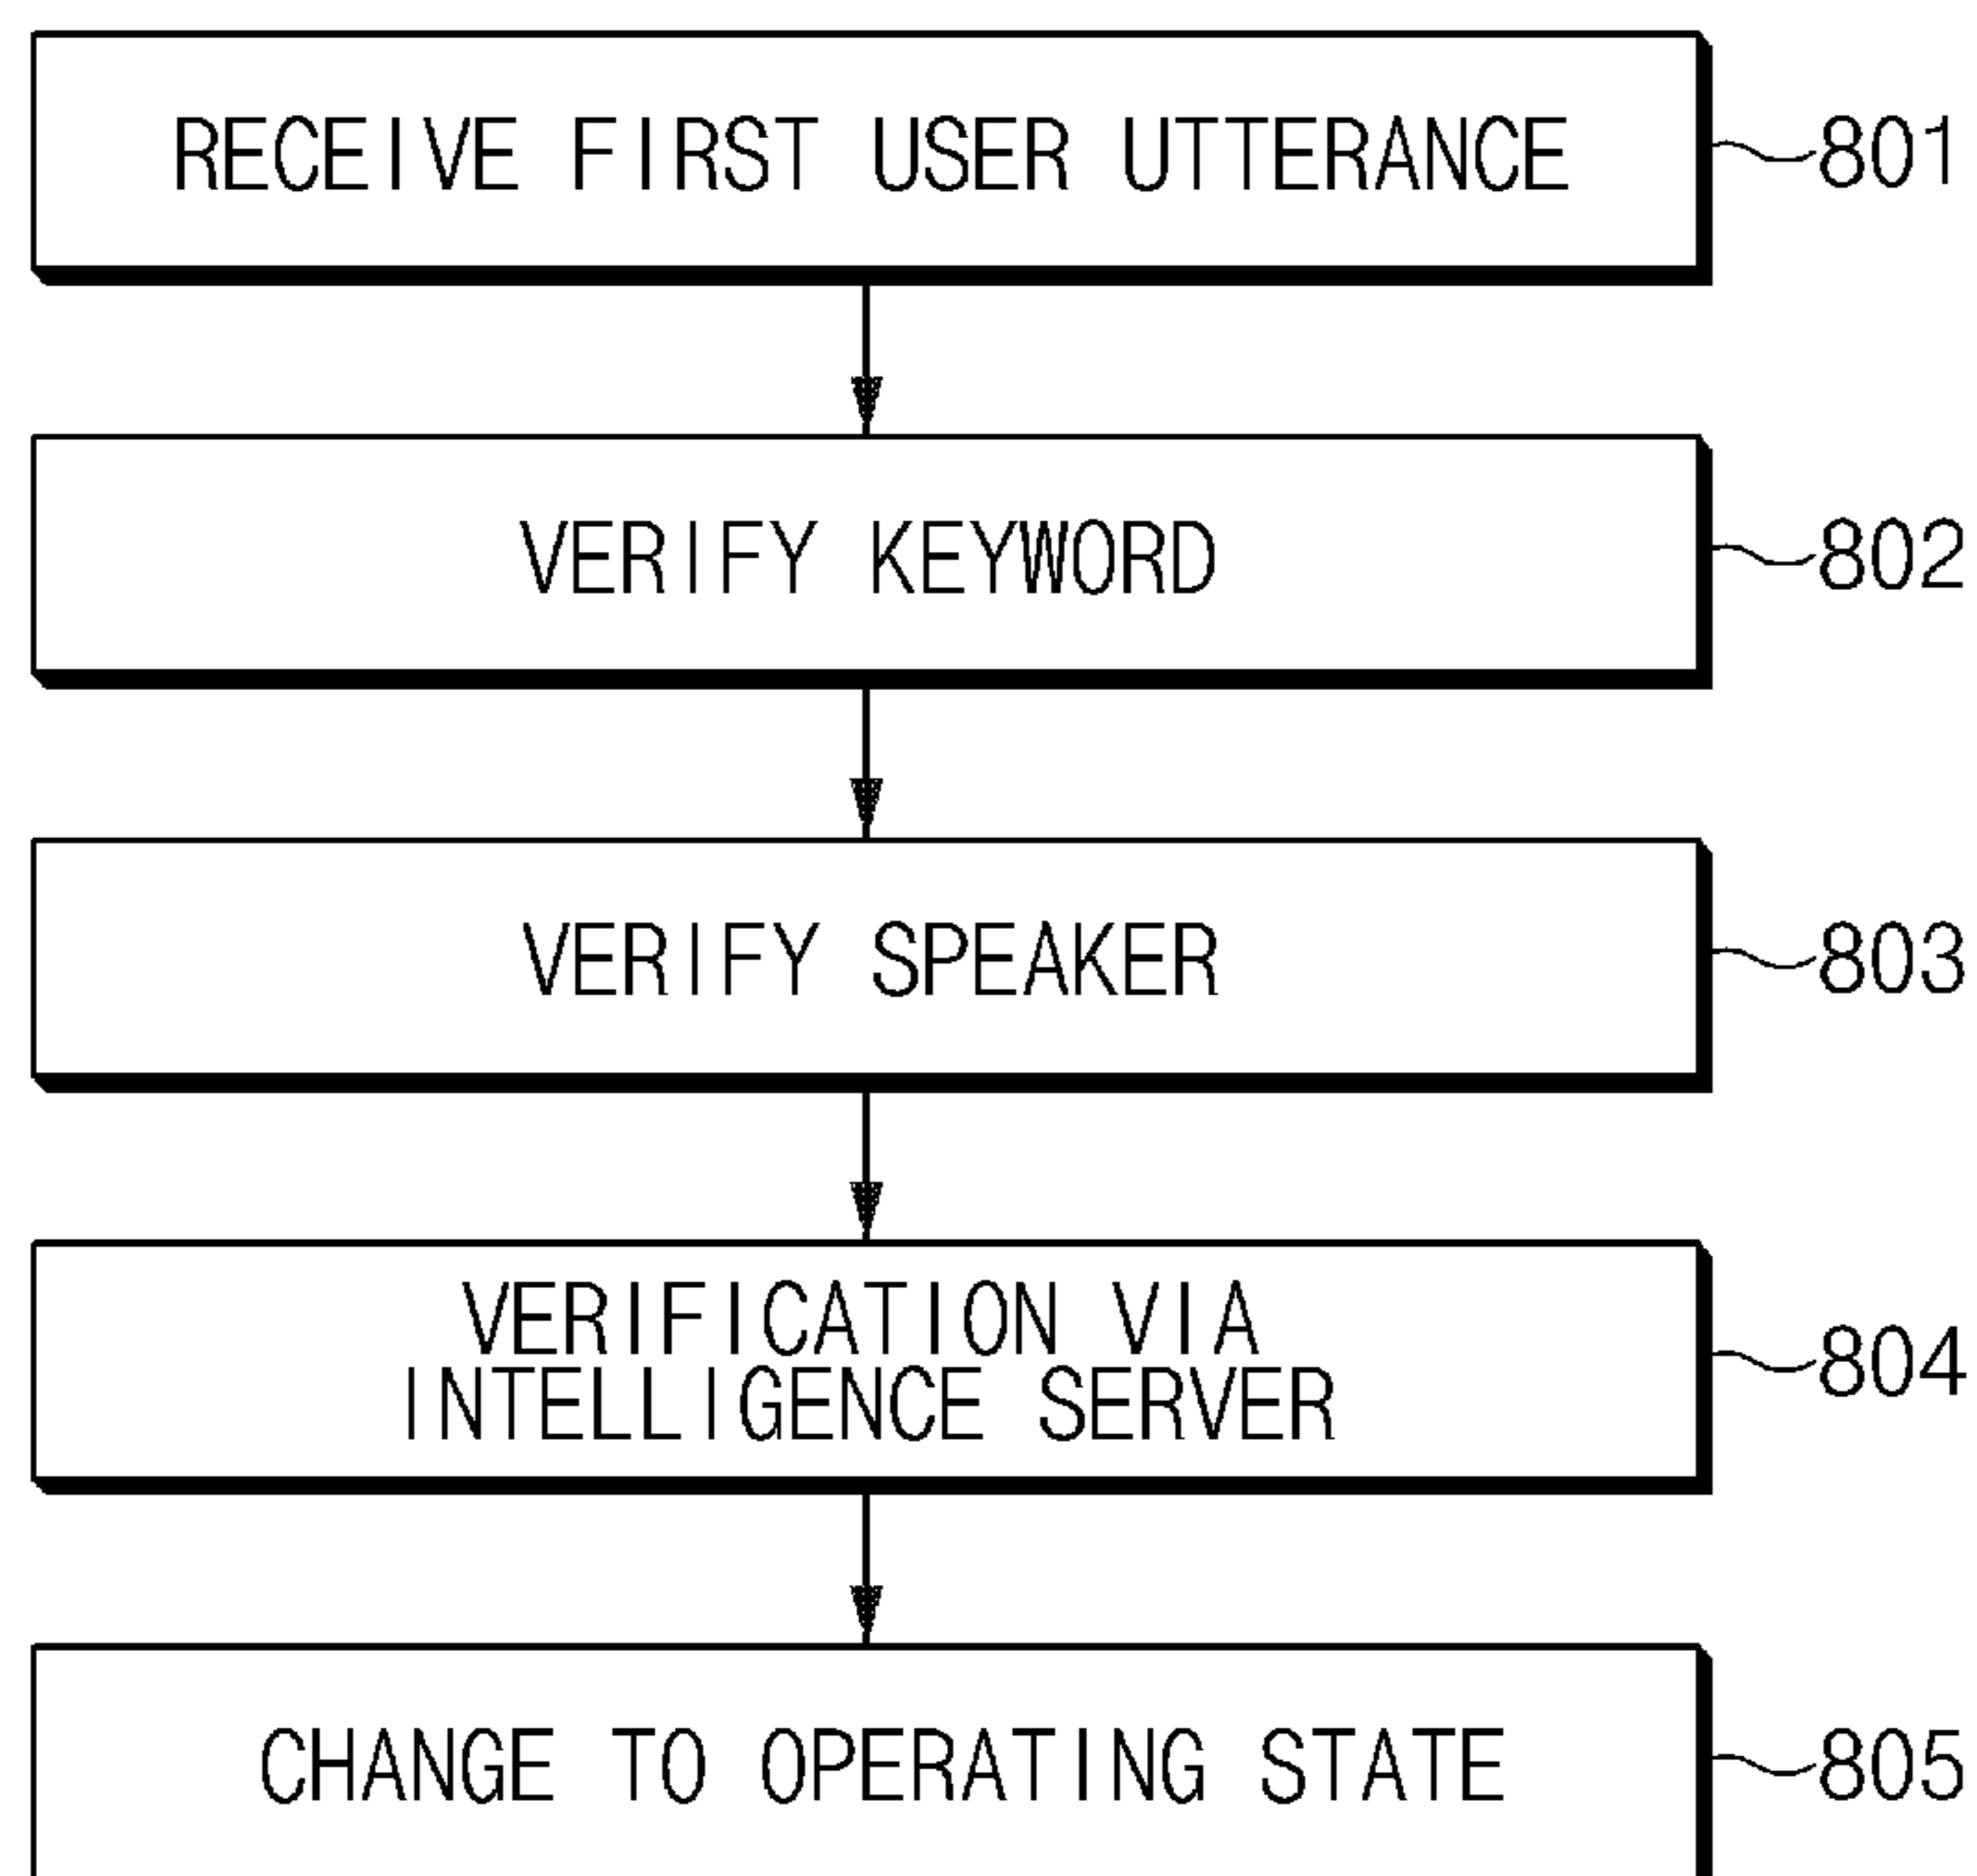 RECEIVE FIRST USER UTTERANCE
801
VERIFY KEYWORD
802
VERIFY SPEAKER
803
VERIFICATION VIA
INTELLIGENCE SERVER
804
CHANGE TO OPERATING STATE
805